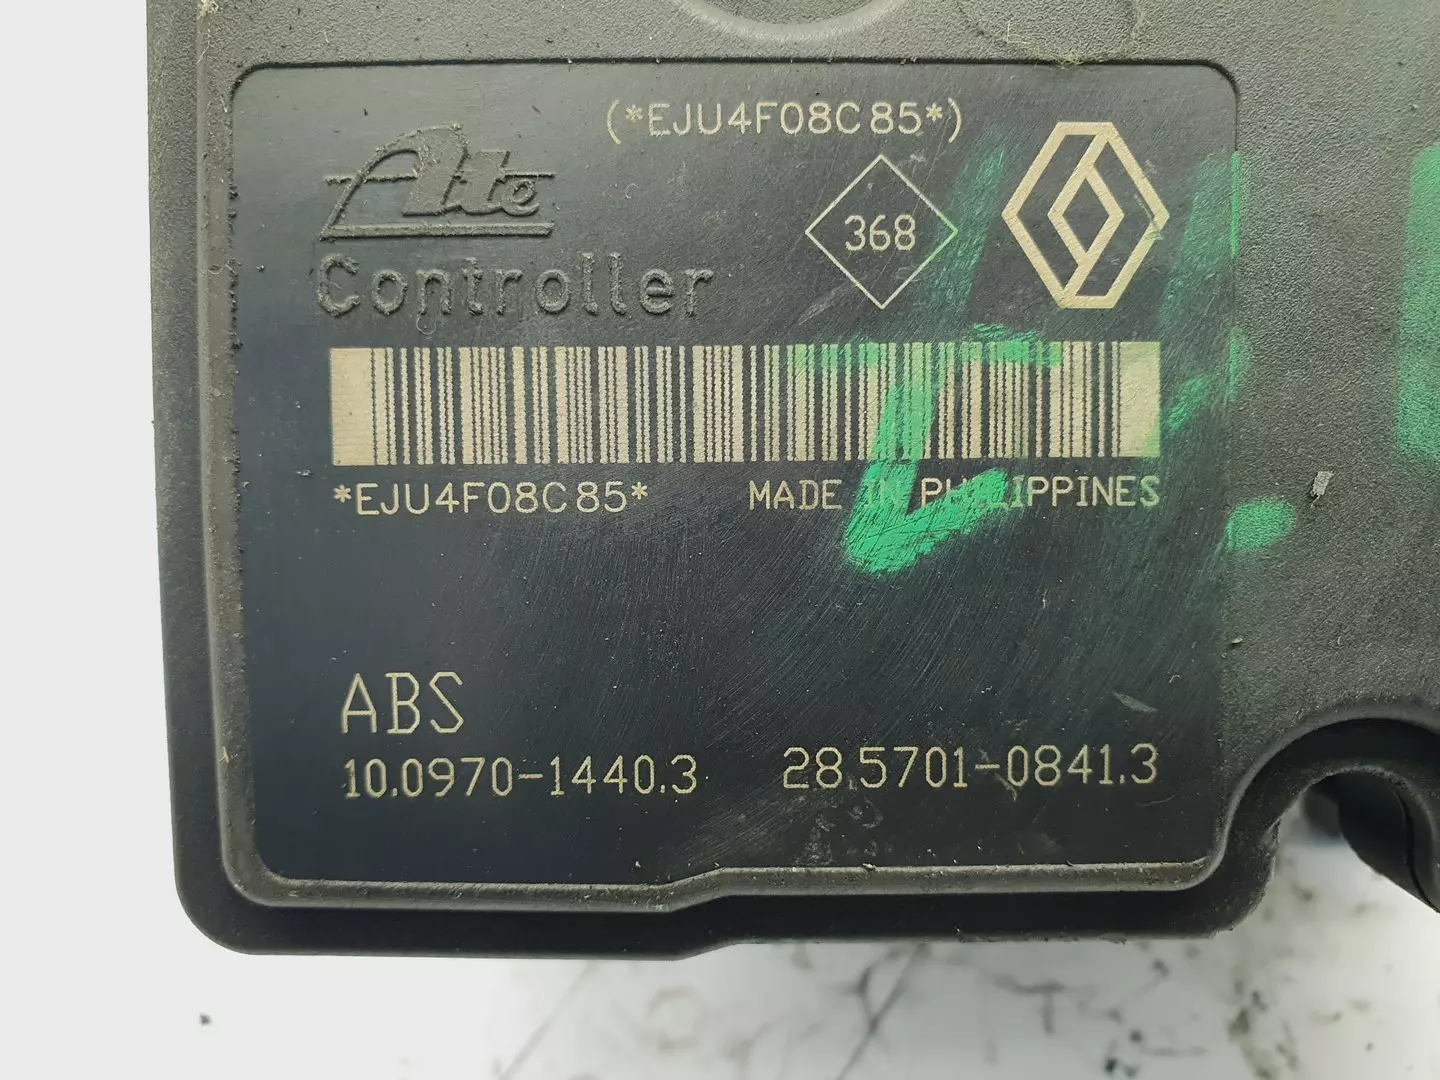 (*EJU4F08C85*)
Ate
368
Controller
*EJU4F08C85* MADE IN PHILIPPINES
ABS
10.0970-1440.3 28.5701-0841.3